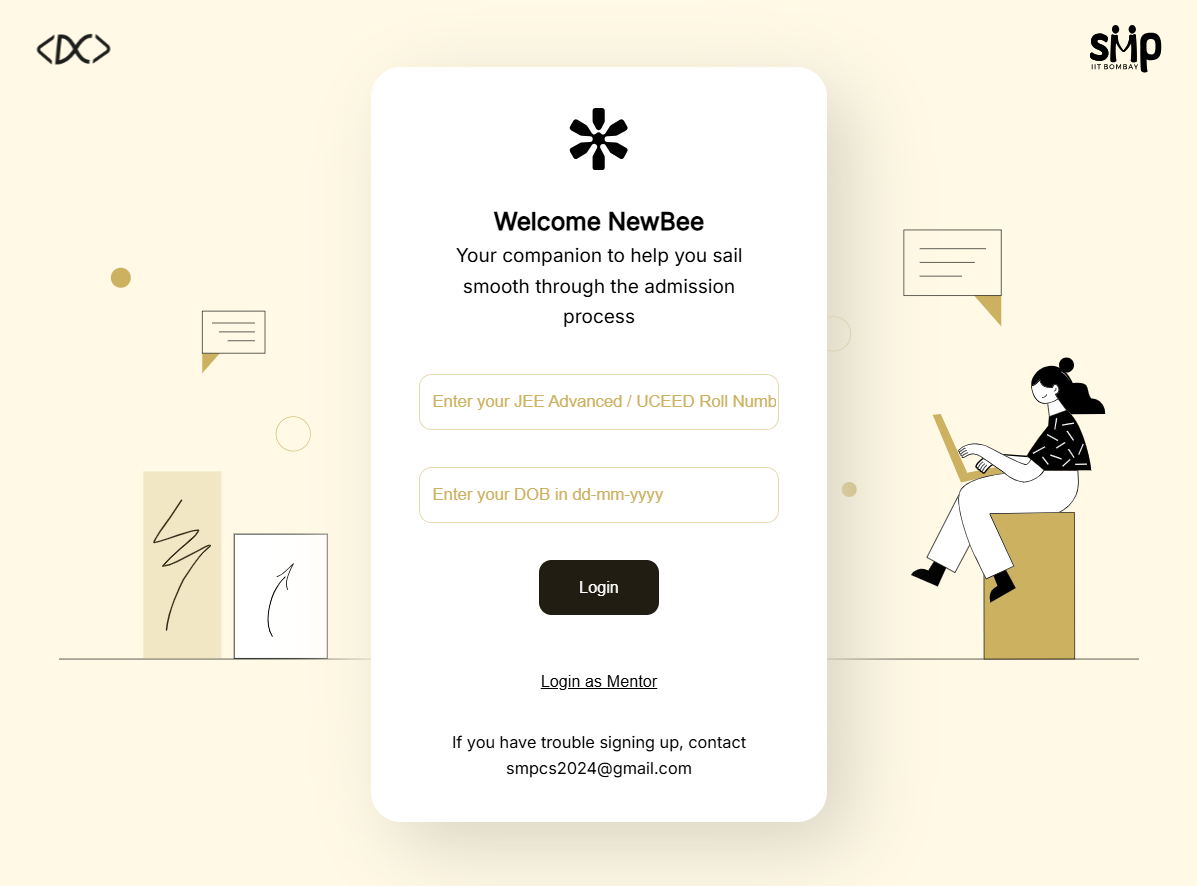 <DC>
smp
IIT BOMBAY
Welcome NewBee
Your companion to help you sail
smooth through the admission
process
Enter your JEE Advanced / UCEED Roll Numb
Enter your DOB in dd-mm-yyyy
Login
Login as Mentor
If you have trouble signing up, contact
smpcs2024@gmail.com